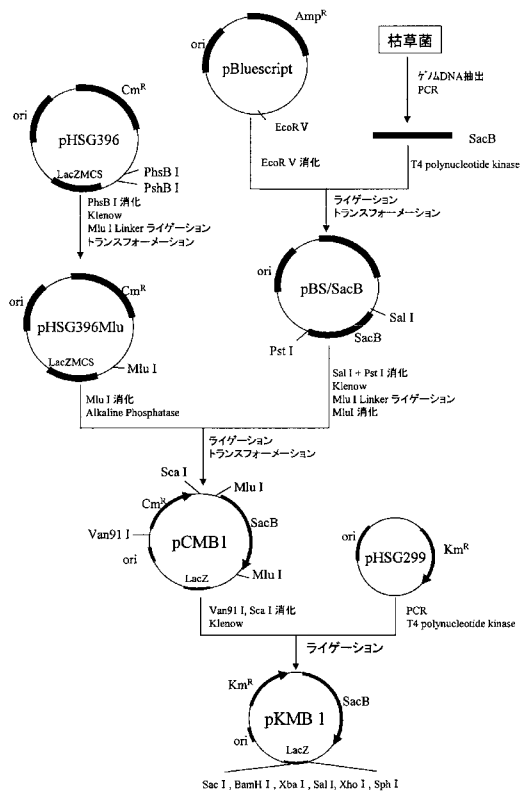 Amp^R
ori
pBluescript
EcoR V
EcoR V 消化
枯草菌
ゲノムDNA抽出
PCR
SacB
T4 polynucleotide kinase
Cm^R
ori
pHSG396
LacZMCS
PhsB I
PshB I
PhsB I 消化
Klenow
Mlu I Linker ライゲーション
トランスフォーメーション
ライゲーション
トランスフォーメーション
ori
pBS/SacB
Sal I
SacB
Pst I
Cm^R
ori
pHSG396Mlu
LacZMCS
Mlu I
Mlu I 消化
Alkaline Phosphatase
Sal I + Pst I 消化
Klenow
Mlu I Linker ライゲーション
MluI 消化
ライゲーション
トランスフォーメーション
Sca I
Mlu I
Cm^R
SacB
Van91 I
pCMB1
ori
LacZ
Mlu I
ori
Km^R
pHSG299
Van91 I, Sca I 消化
Klenow
PCR
T4 polynucleotide kinase
ライゲーション
Km^R
SacB
pKMB 1
ori
LacZ
Sac I , BamH I , Xba I , Sal I, Xho I , Sph I